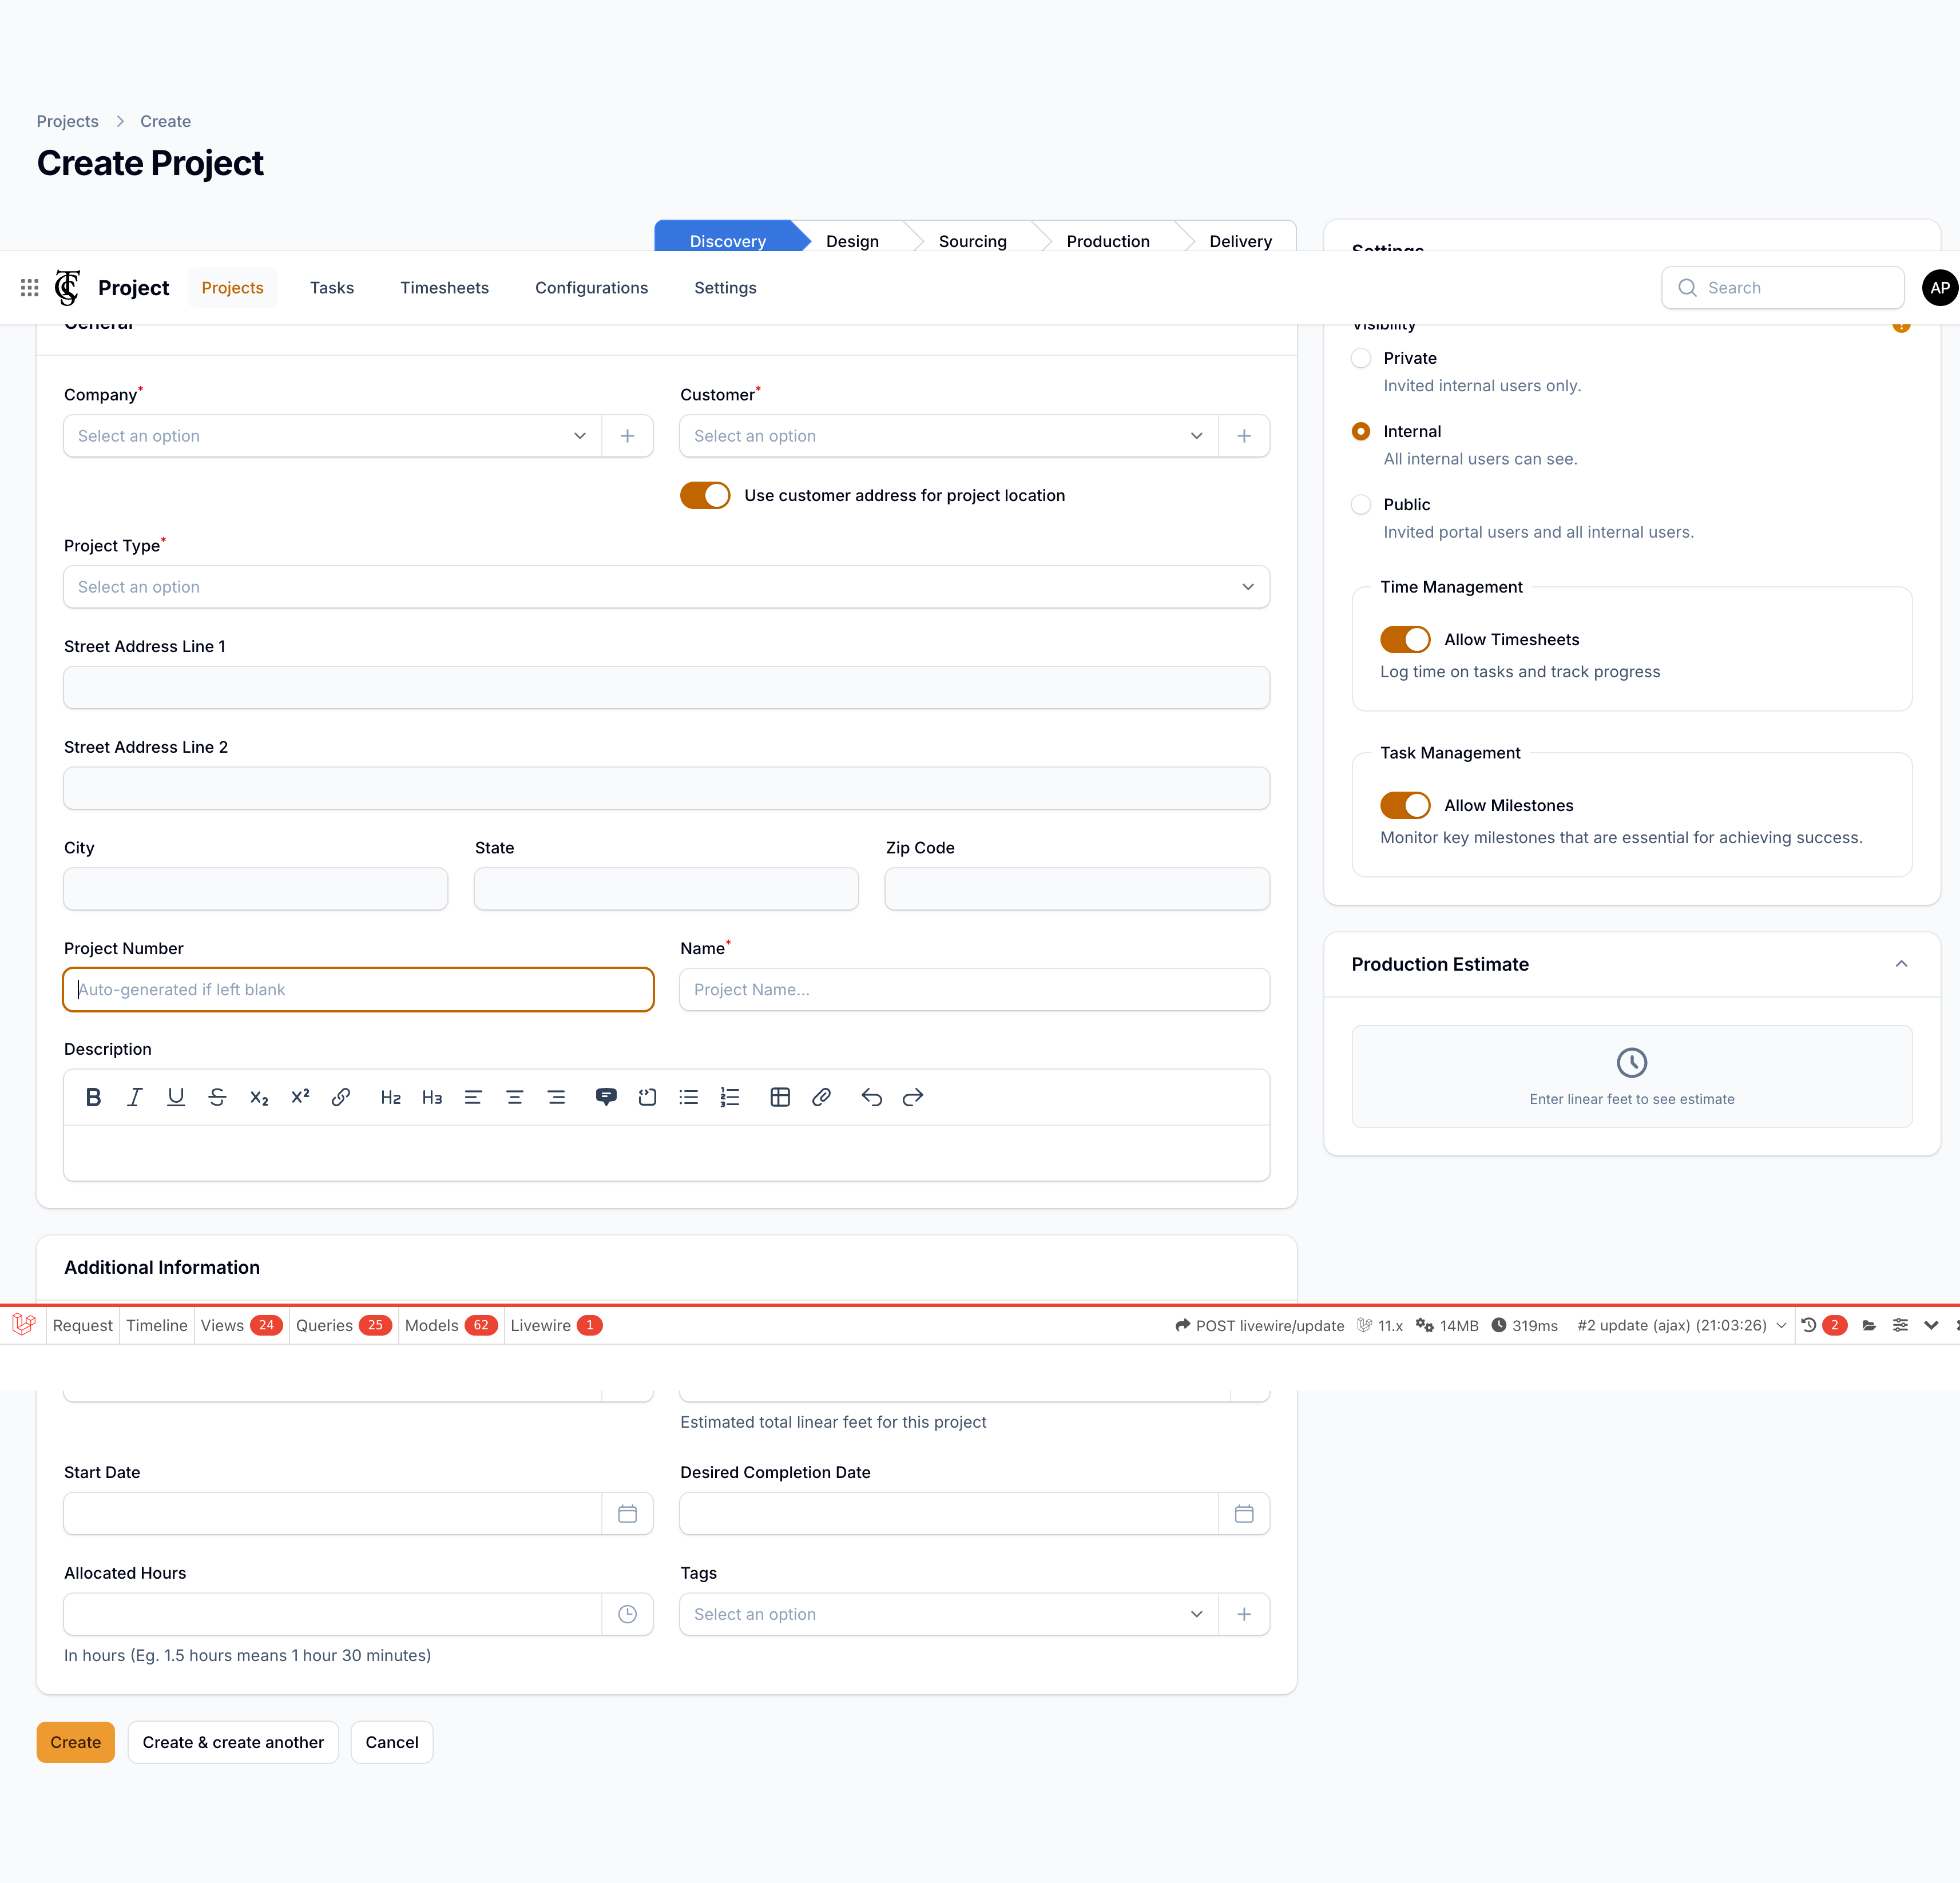 Projects > Create
Create Project
Discovery Design Sourcing Production Delivery
Settings
Project Projects Tasks Timesheets Configurations Settings Search AP
General
Visibility
Private
Invited internal users only.
Internal
All internal users can see.
Public
Invited portal users and all internal users.
Company* Customer*
Select an option Select an option
Use customer address for project location
Project Type*
Select an option
Street Address Line 1
Street Address Line 2
City State Zip Code
Project Number Name*
Auto-generated if left blank Project Name...
Description
B I U S x₂ x² H2 H3
Time Management
Allow Timesheets
Log time on tasks and track progress
Task Management
Allow Milestones
Monitor key milestones that are essential for achieving success.
Production Estimate
Enter linear feet to see estimate
Additional Information
Request Timeline Views 24 Queries 25 Models 62 Livewire 1 POST livewire/update 11.x 14MB 319ms #2 update (ajax) (21:03:26) 2
Estimated total linear feet for this project
Start Date Desired Completion Date
Allocated Hours Tags
Select an option
In hours (Eg. 1.5 hours means 1 hour 30 minutes)
Create Create & create another Cancel